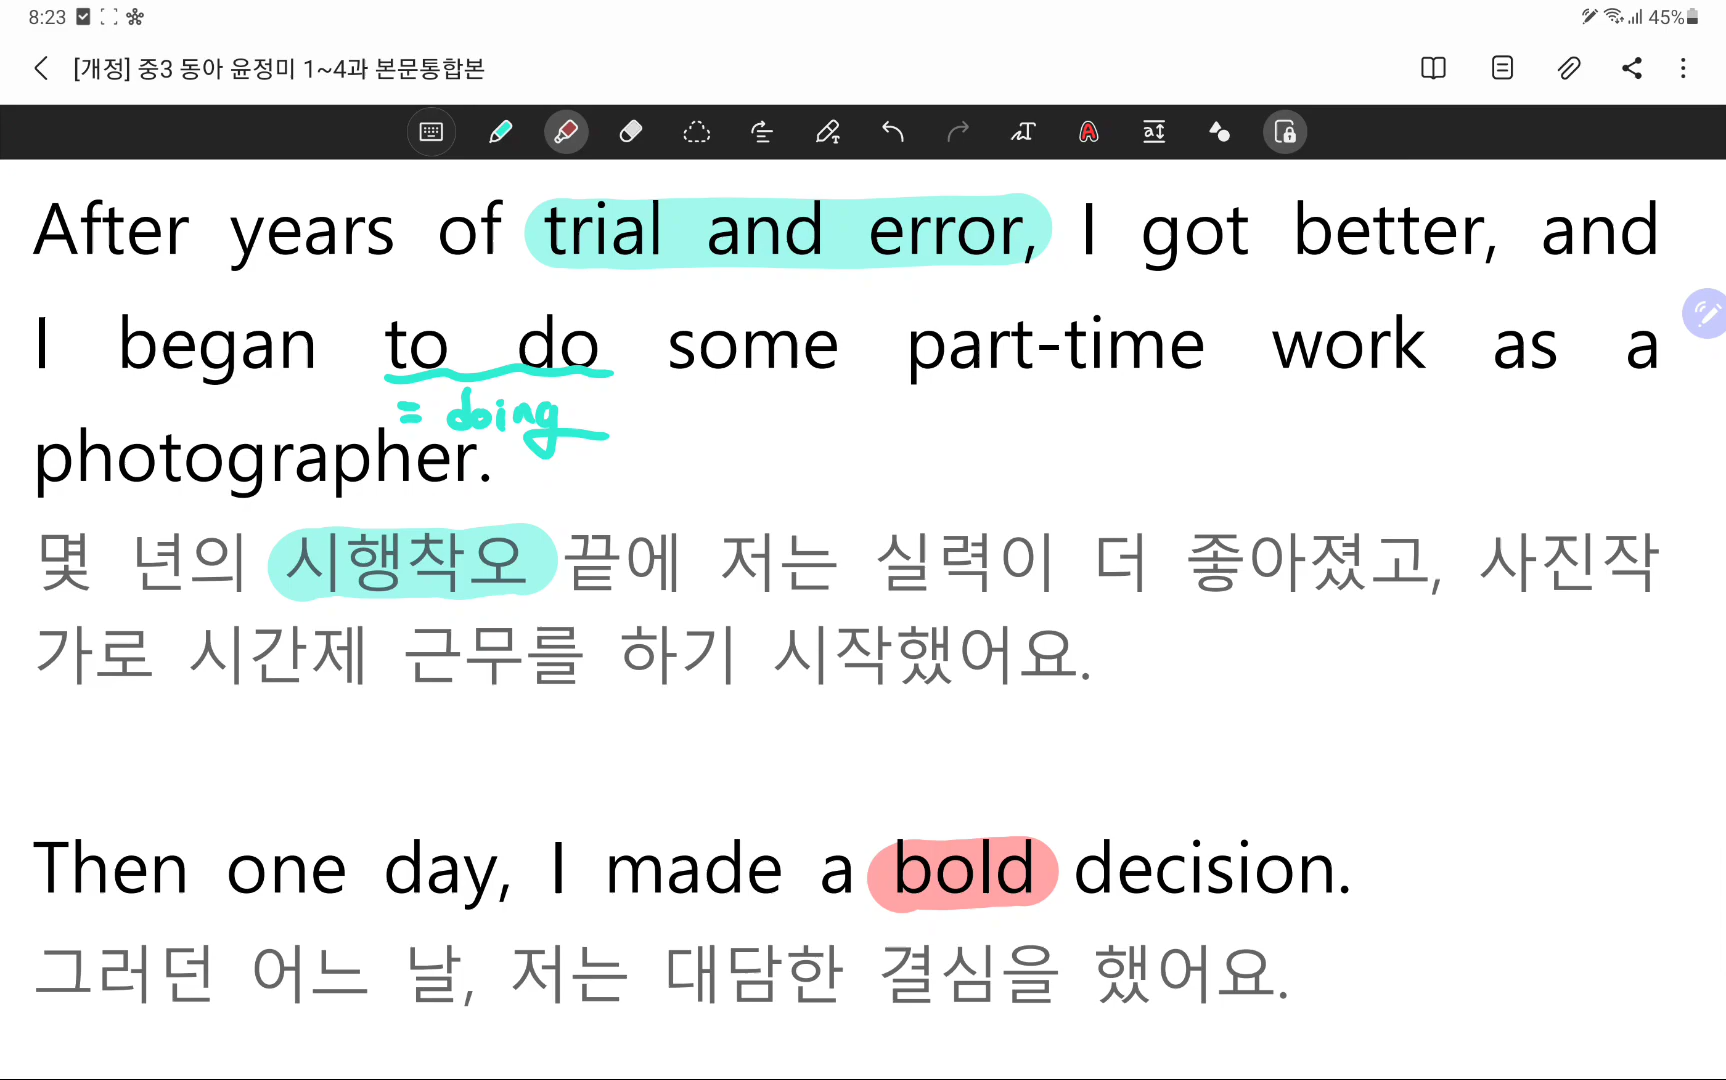 8:23
45%
[개정] 중3 동아 윤정미 1~4과 본문통합본
After years of trial and error, I got better, and
I began to do some part-time work as a
= doing
photographer.
몇 년의 시행착오 끝에 저는 실력이 더 좋아졌고, 사진작
가로 시간제 근무를 하기 시작했어요.
Then one day, I made a bold decision.
그러던 어느 날, 저는 대담한 결심을 했어요.